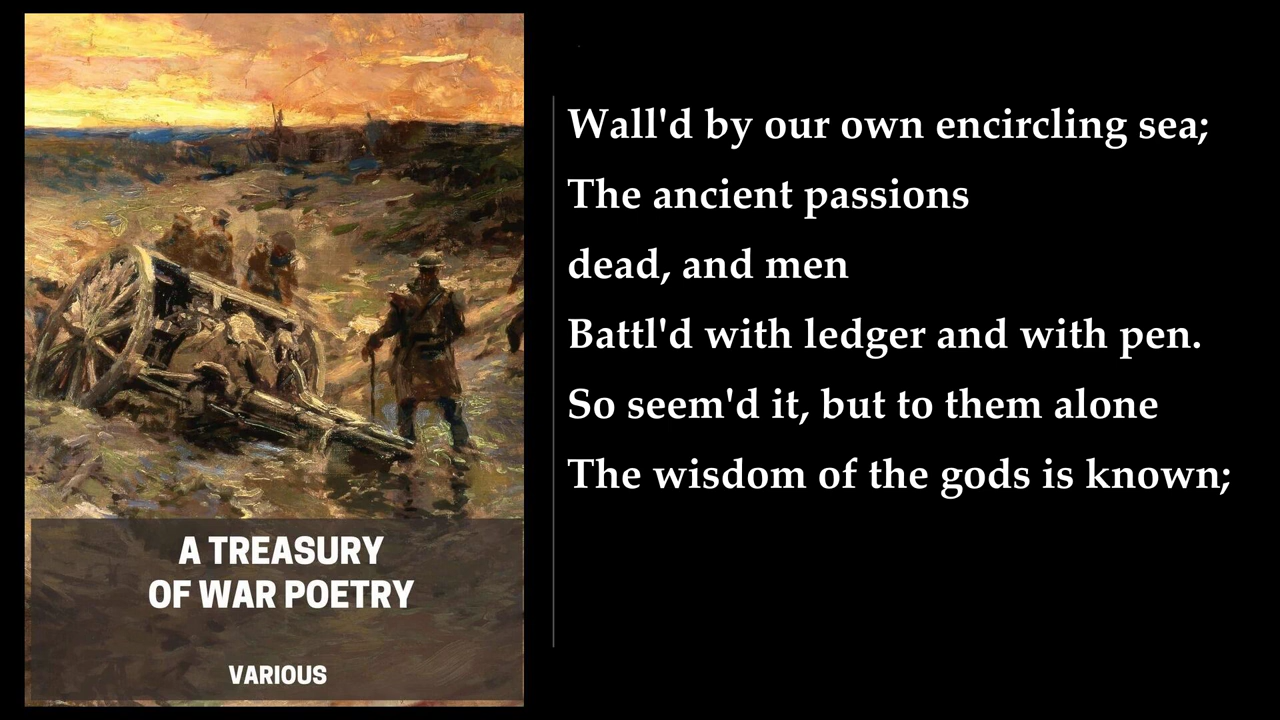 Wall'd by our own encircling sea;
The ancient passions
dead, and men
Battl'd with ledger and with pen.
So seem'd it, but to them alone
The wisdom of the gods is known;
A TREASURY
OF WAR POETRY
VARIOUS